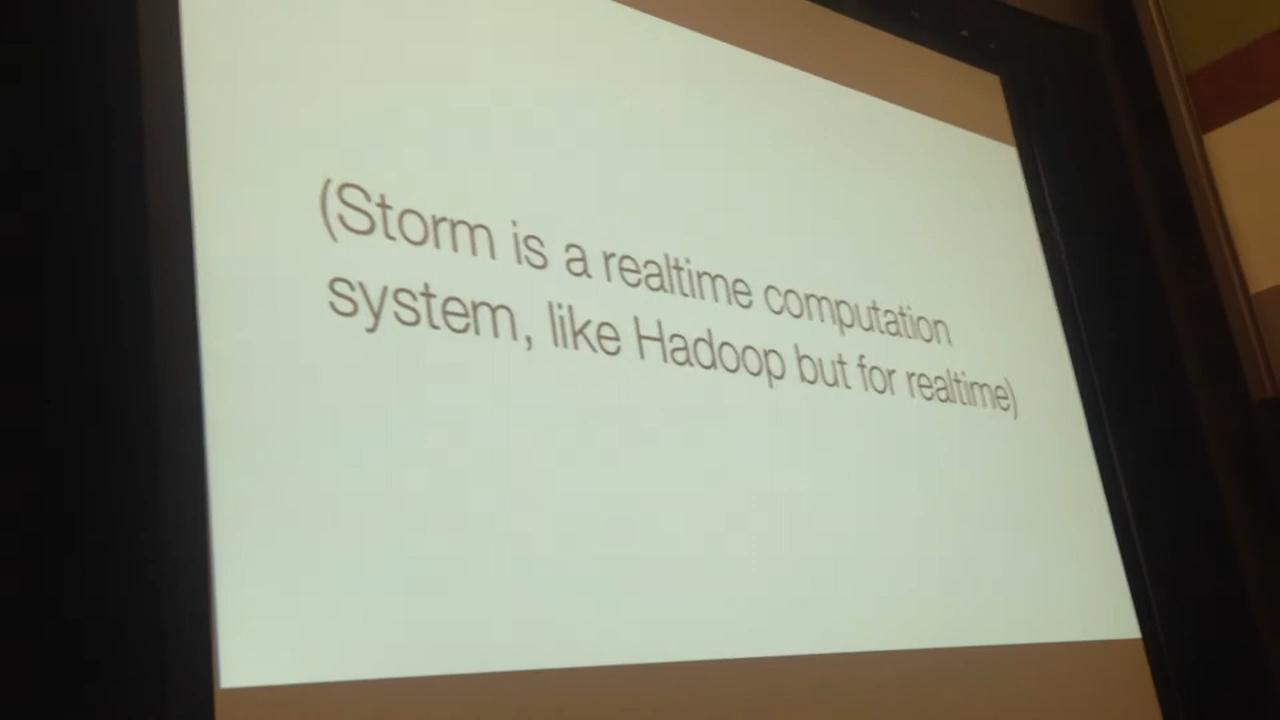 (Storm is a realtime computation
system, like Hadoop but for realtime)